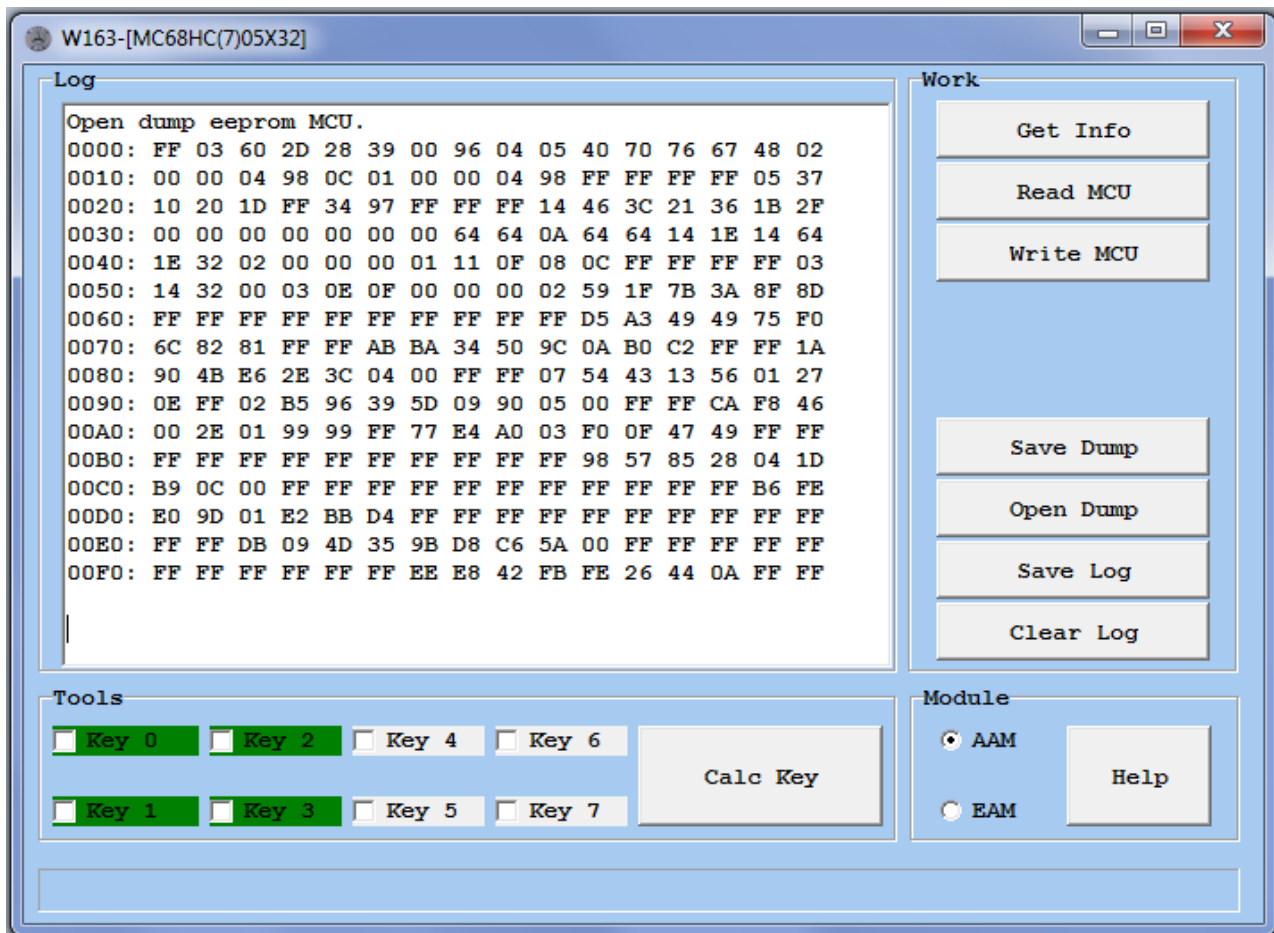 W163-[MC68HC(7)05X32]
Log
Open dump eeprom MCU.
0000: FF 03 60 2D 28 39 00 96 04 05 40 70 76 67 48 02
0010: 00 00 04 98 0C 01 00 00 04 98 FF FF FF FF 05 37
0020: 10 20 1D FF 34 97 FF FF FF 14 46 3C 21 36 1B 2F
0030: 00 00 00 00 00 00 00 64 64 0A 64 64 14 1E 14 64
0040: 1E 32 02 00 00 00 01 11 0F 08 0C FF FF FF FF 03
0050: 14 32 00 03 0E 0F 00 00 00 02 59 1F 7B 3A 8F 8D
0060: FF FF FF FF FF FF FF FF FF FF D5 A3 49 49 75 F0
0070: 6C 82 81 FF FF AB BA 34 50 9C 0A B0 C2 FF FF 1A
0080: 90 4B E6 2E 3C 04 00 FF FF 07 54 43 13 56 01 27
0090: 0E FF 02 B5 96 39 5D 09 90 05 00 FF FF CA F8 46
00A0: 00 2E 01 99 99 FF 77 E4 A0 03 F0 0F 47 49 FF FF
00B0: FF FF FF FF FF FF FF FF FF FF 98 57 85 28 04 1D
00C0: B9 0C 00 FF FF FF FF FF FF FF FF FF FF FF B6 FE
00D0: E0 9D 01 E2 BB D4 FF FF FF FF FF FF FF FF FF FF
00E0: FF FF DB 09 4D 35 9B D8 C6 5A 00 FF FF FF FF FF
00F0: FF FF FF FF FF FF EE E8 42 FB FE 26 44 0A FF FF
Work
Get Info
Read MCU
Write MCU
Save Dump
Open Dump
Save Log
Clear Log
Tools
Key 0 Key 2 Key 4 Key 6
Key 1 Key 3 Key 5 Key 7
Calc Key
Module
AAM
EAM
Help